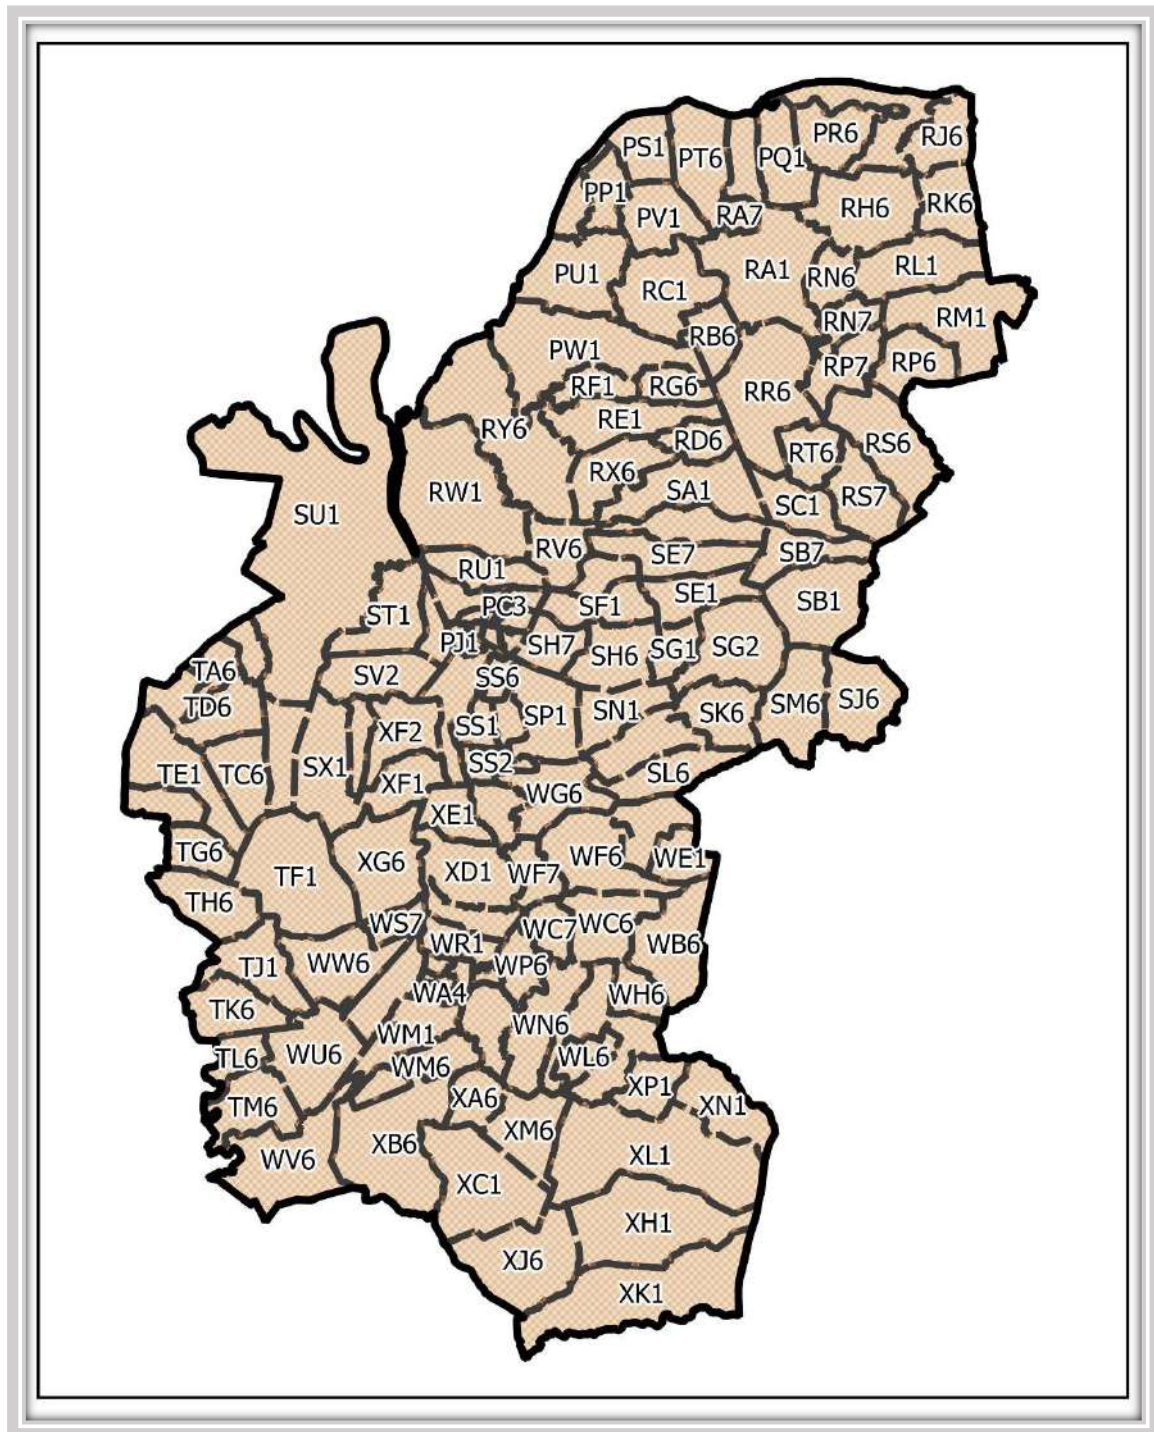 PR6
RJ6
PS1
PT6
PQ1
PP1
RK6
RH6
PV1
RA7
PU1
RC1
RA1
RN6
RL1
RN7
RM1
RB6
PW1
RP7
RP6
RF1
RG6
RR6
RE1
RY6
RD6
RT6
RS6
RX6
RW1
SA1
SC1
RS7
SU1
RV6
SE7
SB7
RU1
SE1
SB1
PC3
SF1
ST1
PJ1
SH7
SH6
SG1
SG2
TA6
SV2
SS6
TD6
SP1
SN1
SK6
SM6
SJ6
XF2
SS1
TE1
TC6
SX1
SS2
SL6
XF1
WG6
XE1
TG6
TF1
XG6
XD1
WF7
WF6
WE1
TH6
WS7
WR1
WC7
WC6
WB6
TJ1
WW6
WP6
WA4
WH6
TK6
WM1
WN6
TL6
WU6
WM6
WL6
XP1
TM6
XA6
XN1
WV6
XB6
XM6
XL1
XC1
XH1
XJ6
XK1